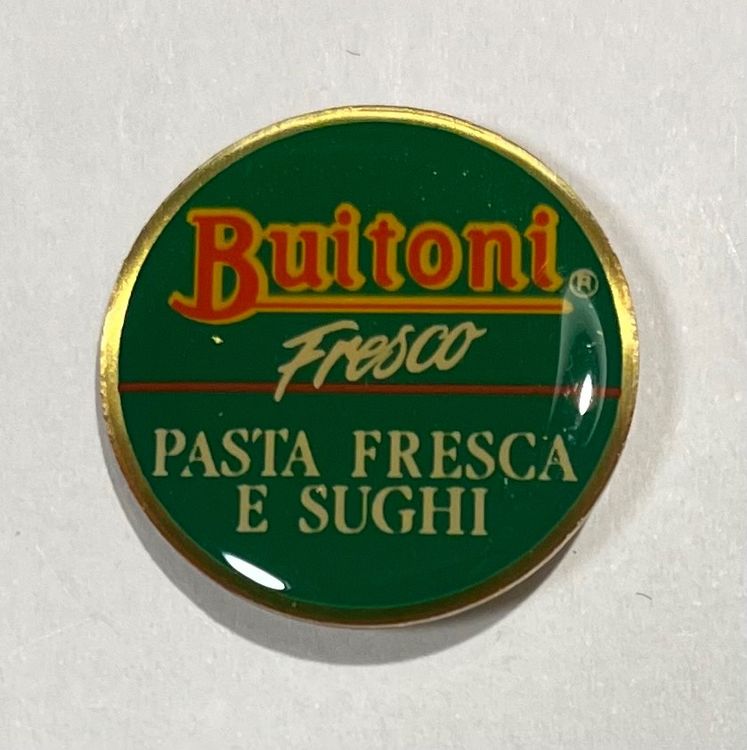 Buitoni®
Fresco
PASTA FRESCA
E SUGHI